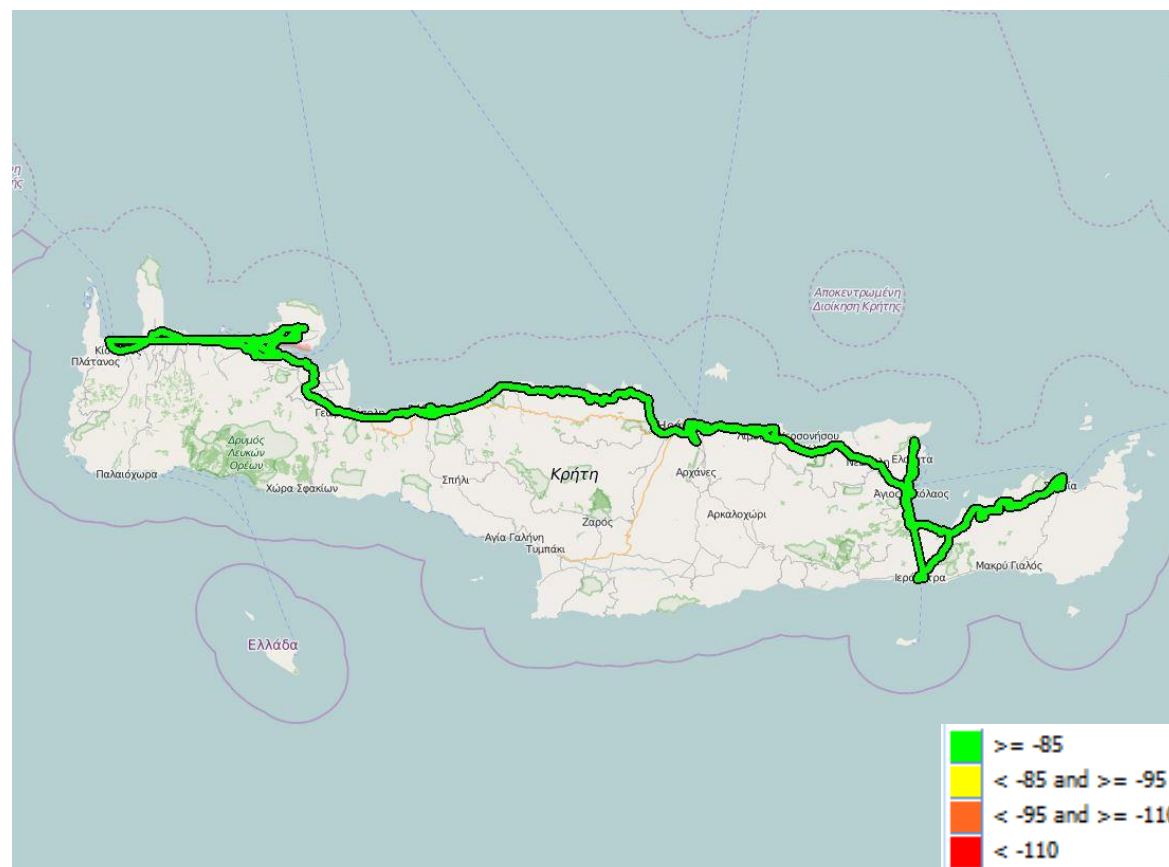 Αποκεντρωμένη
Διοίκηση Κρήτης
Πλάτανος
Δρυμός
Λευκών
Ορέων
Παλαιόχωρα
Χώρα Σφακίων
Σπήλι
Κρήτη
Αρχάνες
Ζαρός
Αρκαλοχώρι
Αγία Γαλήνη
Τυμπάκι
Μακρύ Γιαλός
Ελλάδα
>= -85
< -85 and >= -95
< -95 and >= -110
< -110